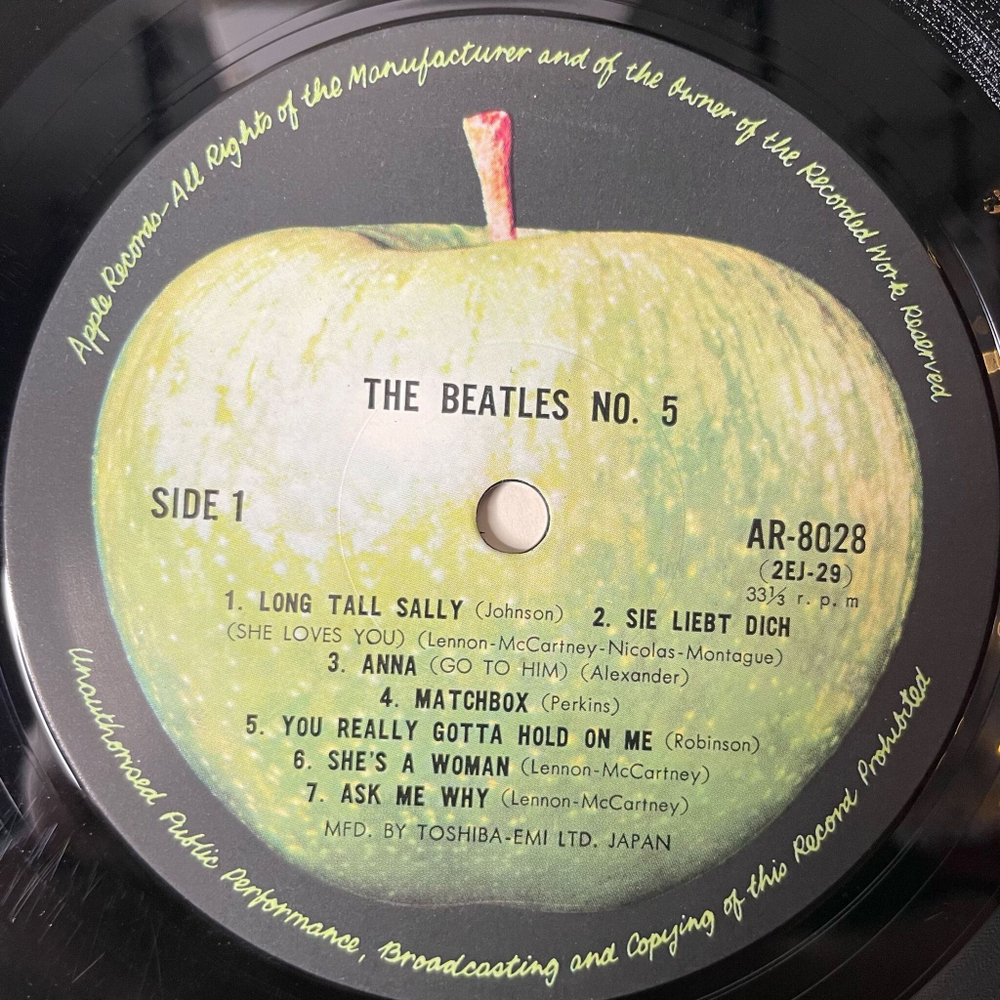 Apple Records-All Rights of the Manufacturer and of the Owner of the Recorded Work Reserved
THE BEATLES NO. 5
SIDE 1
AR-8028
(2EJ-29)
33⅓ r. p. m
1. LONG TALL SALLY (Johnson) 2. SIE LIEBT DICH
(SHE LOVES YOU) (Lennon-McCartney-Nicolas-Montague)
3. ANNA (GO TO HIM) (Alexander)
4. MATCHBOX (Perkins)
5. YOU REALLY GOTTA HOLD ON ME (Robinson)
6. SHE'S A WOMAN (Lennon-McCartney)
7. ASK ME WHY (Lennon-McCartney)
MFD. BY TOSHIBA-EMI LTD. JAPAN
Unauthorised Public Performance, Broadcasting and Copying of this Record Prohibited